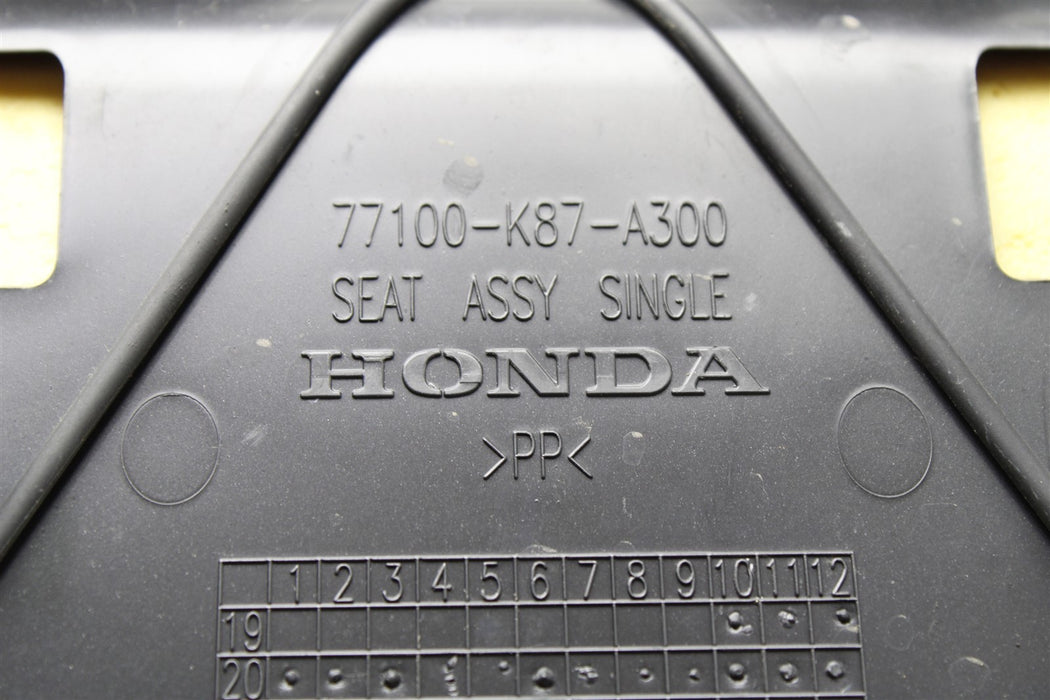 77100-K87-A300
SEAT ASSY SINGLE
HONDA
>PP<
1 2 3 4 5 6 7 8 9 10 11 12
19
20